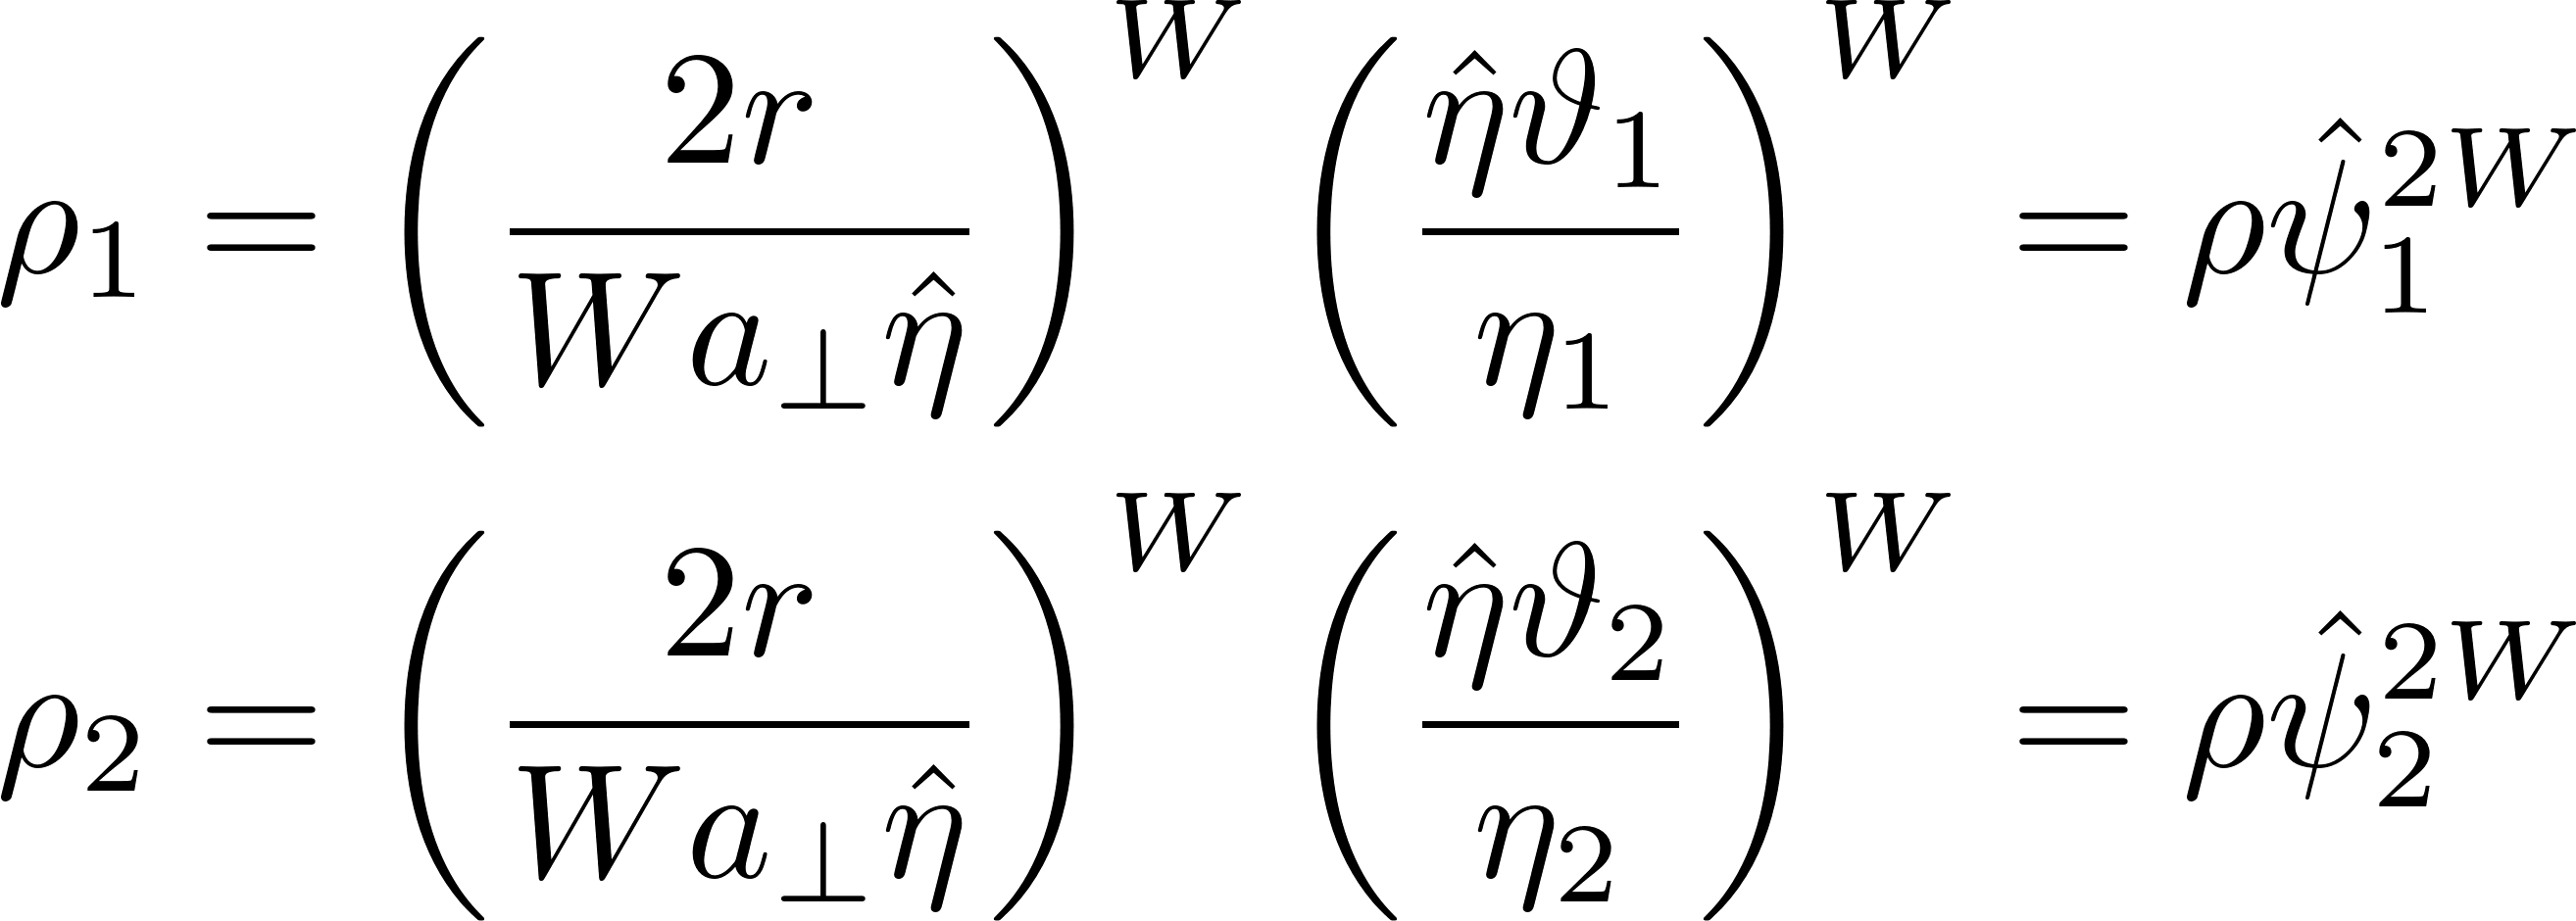 \rho_1 = \left( \frac{2r}{W a_\perp \hat{\eta}} \right)^W \left( \frac{\hat{\eta} \vartheta_1}{\eta_1} \right)^W = \rho \hat{\psi}_1^{2W}
\rho_2 = \left( \frac{2r}{W a_\perp \hat{\eta}} \right)^W \left( \frac{\hat{\eta} \vartheta_2}{\eta_2} \right)^W = \rho \hat{\psi}_2^{2W}